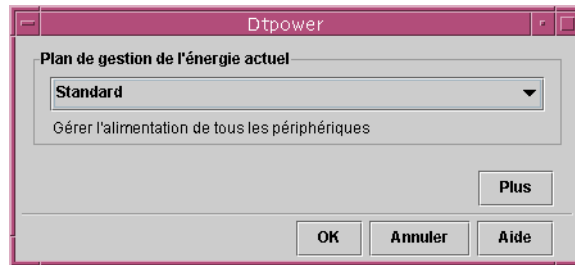 Dtpower
Plan de gestion de l'énergie actuel
Standard
Gérer l'alimentation de tous les périphériques
Plus
OK
Annuler
Aide